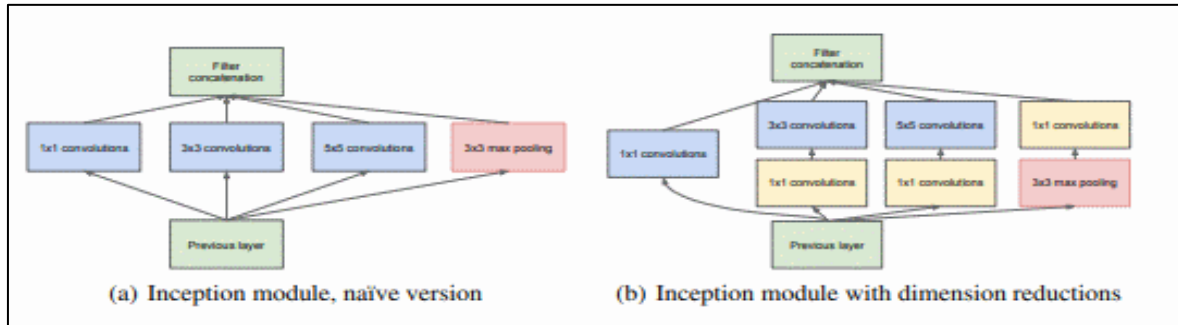 Filter
concatenation
1x1 convolutions
3x3 convolutions
5x5 convolutions
3x3 max pooling
Previous layer
(a) Inception module, naïve version
Filter
concatenation
3x3 convolutions
5x5 convolutions
1x1 convolutions
1x1 convolutions
1x1 convolutions
1x1 convolutions
3x3 max pooling
Previous layer
(b) Inception module with dimension reductions